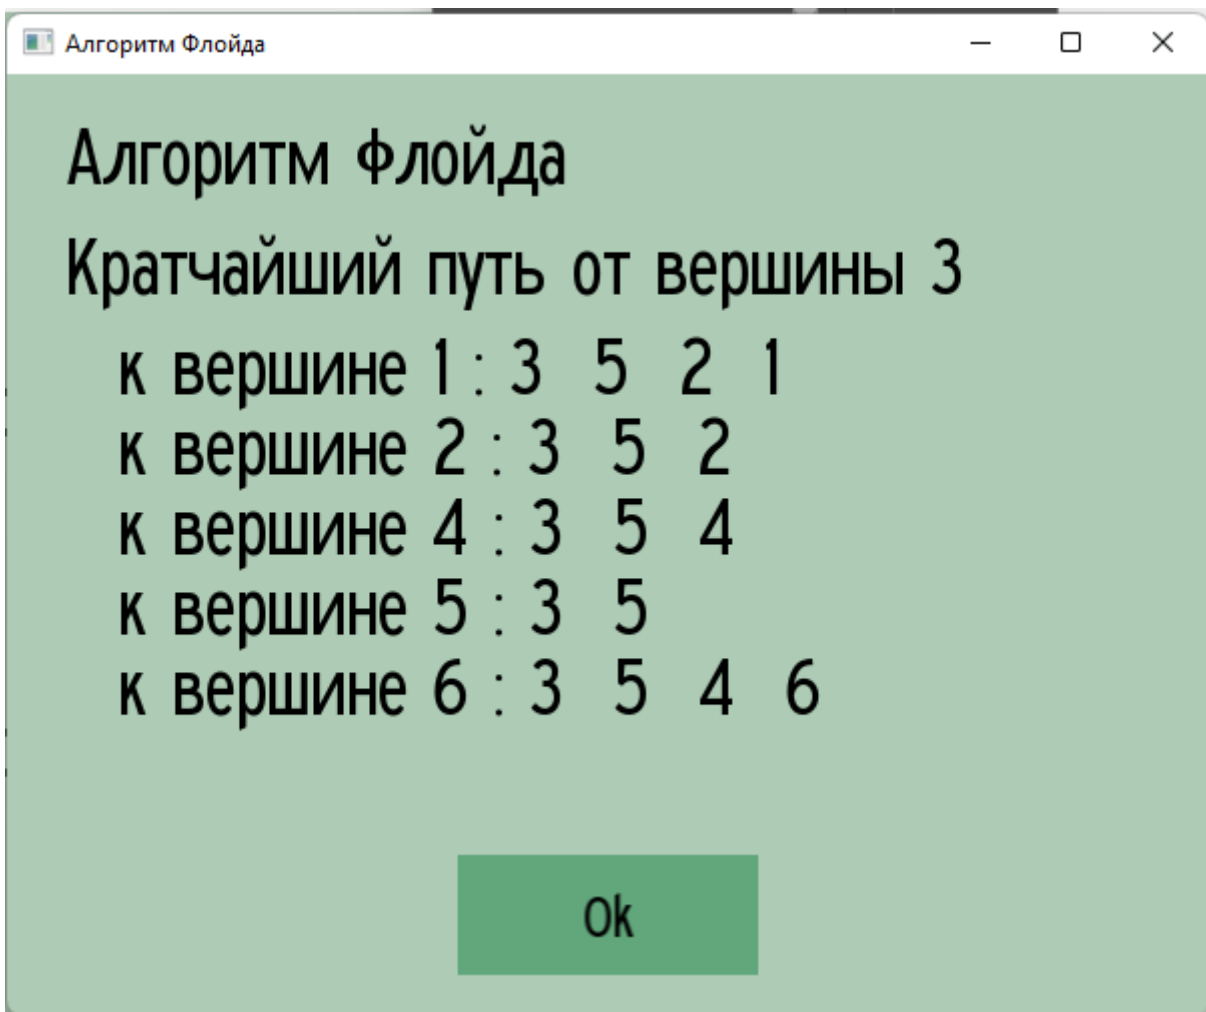 Алгоритм Флойда
Алгоритм Флойда
Кратчайший путь от вершины 3
к вершине 1 : 3 5 2 1
к вершине 2 : 3 5 2
к вершине 4 : 3 5 4
к вершине 5 : 3 5
к вершине 6 : 3 5 4 6
Ok